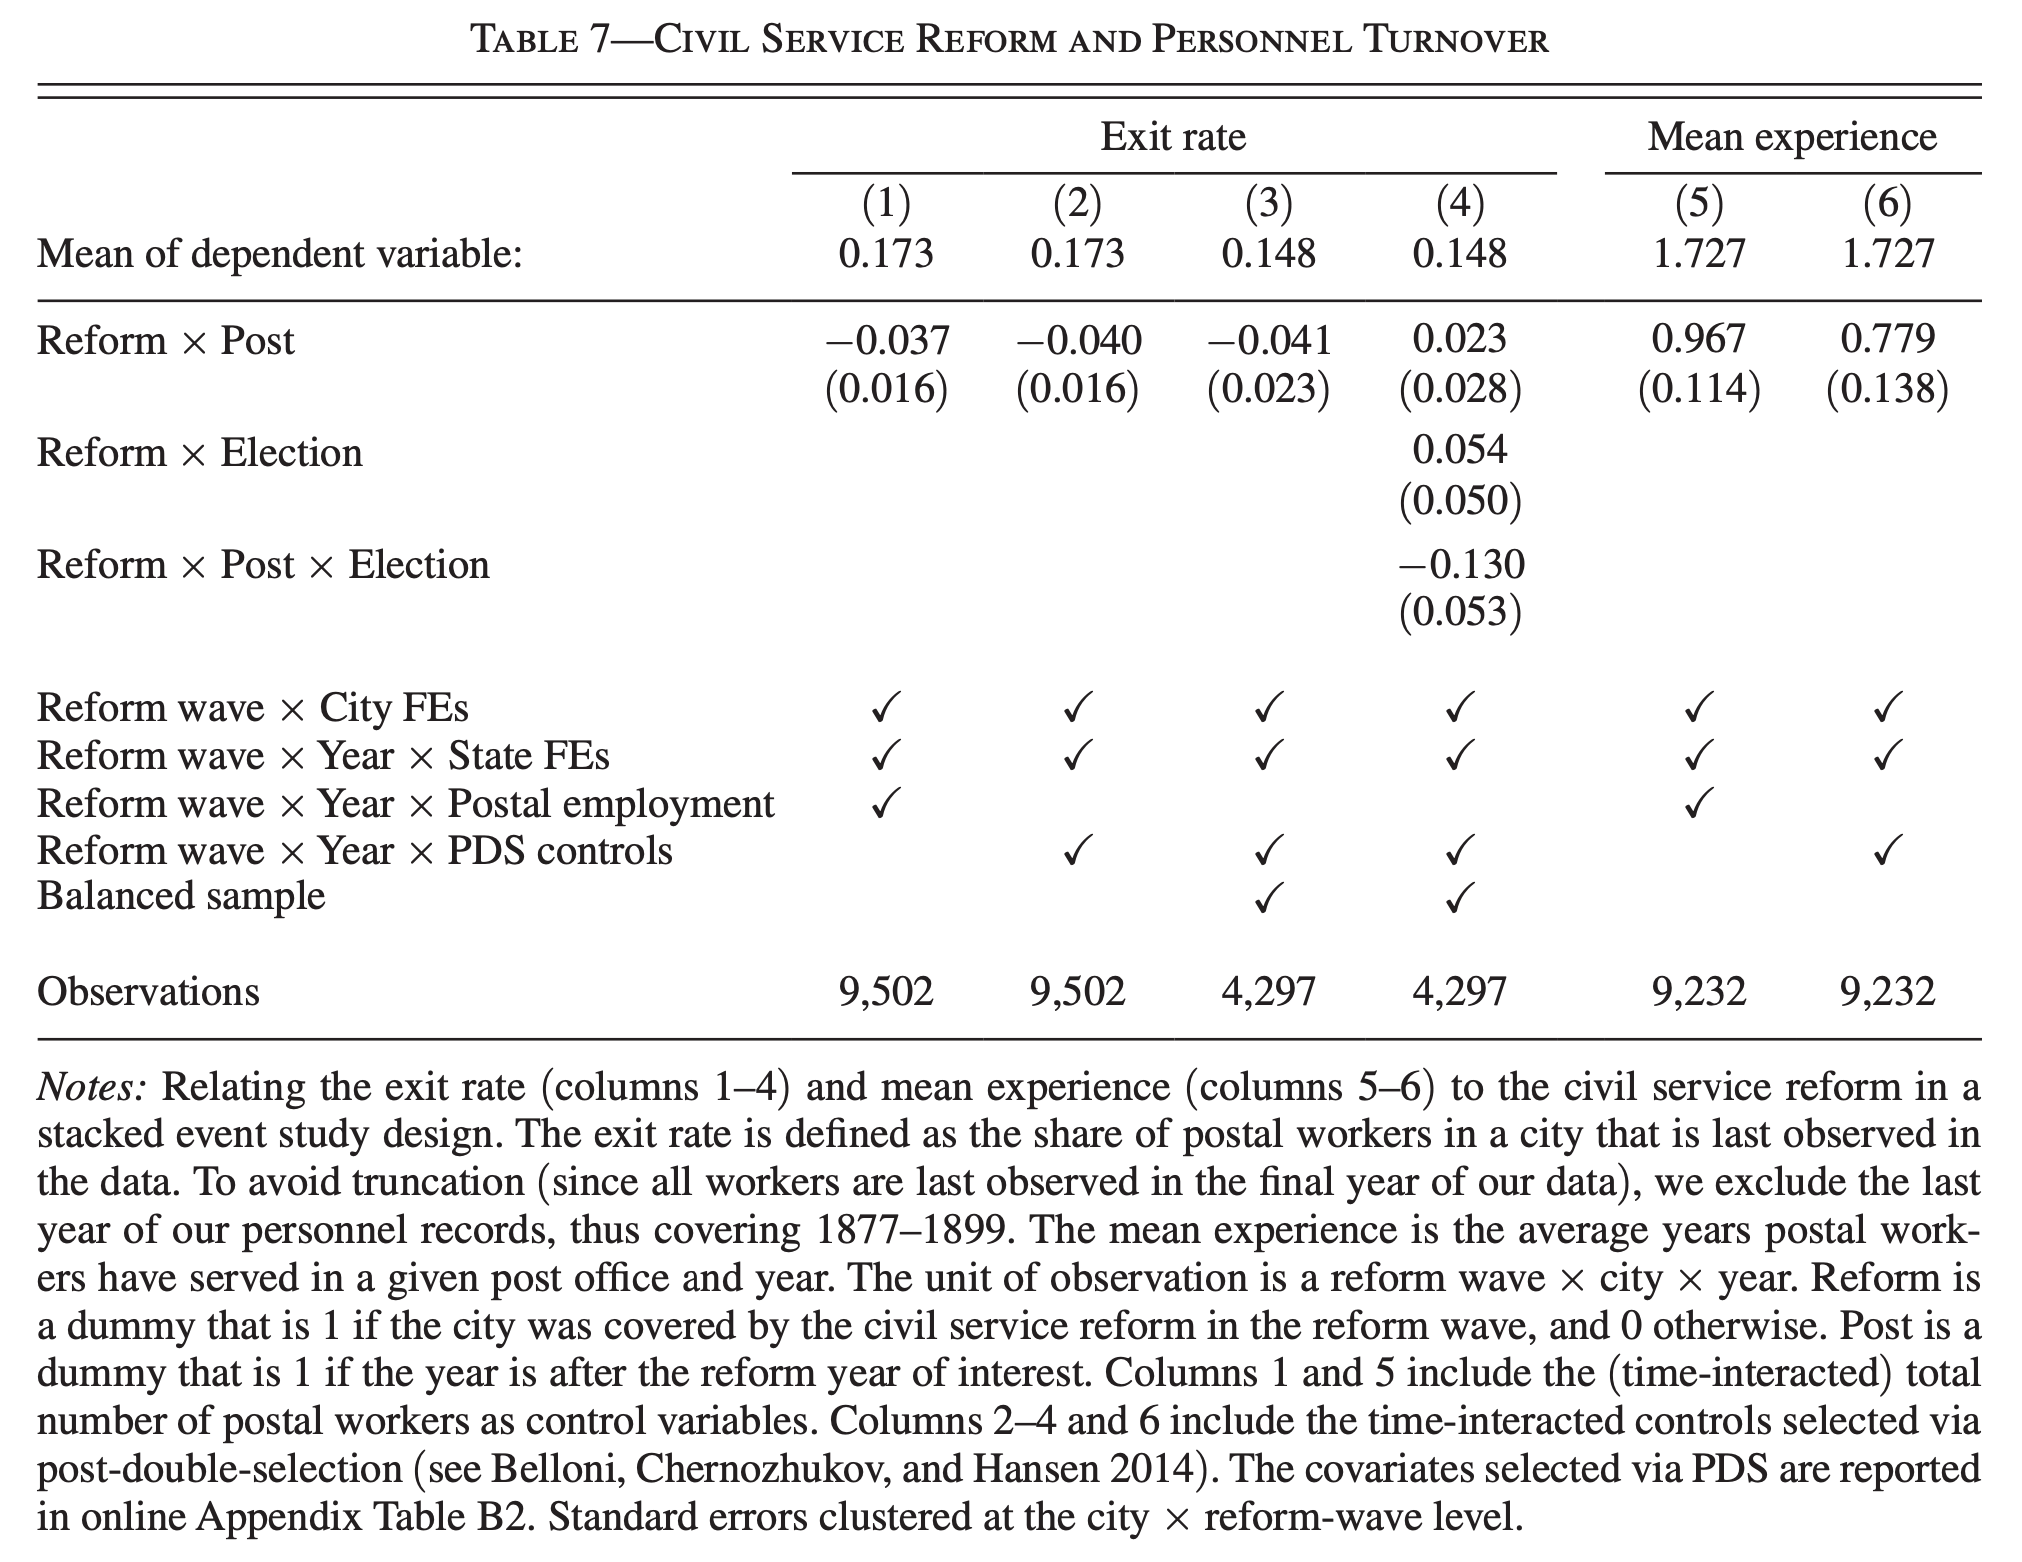 TABLE 7—CIVIL SERVICE REFORM AND PERSONNEL TURNOVER
Exit rate Mean experience
(1) (2) (3) (4) (5) (6)
Mean of dependent variable: 0.173 0.173 0.148 0.148 1.727 1.727
Reform × Post −0.037 −0.040 −0.041 0.023 0.967 0.779
(0.016) (0.016) (0.023) (0.028) (0.114) (0.138)
Reform × Election 0.054
(0.050)
Reform × Post × Election −0.130
(0.053)
Reform wave × City FEs ✓ ✓ ✓ ✓ ✓ ✓
Reform wave × Year × State FEs ✓ ✓ ✓ ✓ ✓ ✓
Reform wave × Year × Postal employment ✓ ✓
Reform wave × Year × PDS controls ✓ ✓ ✓ ✓
Balanced sample ✓ ✓
Observations 9,502 9,502 4,297 4,297 9,232 9,232
Notes: Relating the exit rate (columns 1–4) and mean experience (columns 5–6) to the civil service reform in a
stacked event study design. The exit rate is defined as the share of postal workers in a city that is last observed in
the data. To avoid truncation (since all workers are last observed in the final year of our data), we exclude the last
year of our personnel records, thus covering 1877–1899. The mean experience is the average years postal work-
ers have served in a given post office and year. The unit of observation is a reform wave × city × year. Reform is
a dummy that is 1 if the city was covered by the civil service reform in the reform wave, and 0 otherwise. Post is a
dummy that is 1 if the year is after the reform year of interest. Columns 1 and 5 include the (time-interacted) total
number of postal workers as control variables. Columns 2–4 and 6 include the time-interacted controls selected via
post-double-selection (see Belloni, Chernozhukov, and Hansen 2014). The covariates selected via PDS are reported
in online Appendix Table B2. Standard errors clustered at the city × reform-wave level.